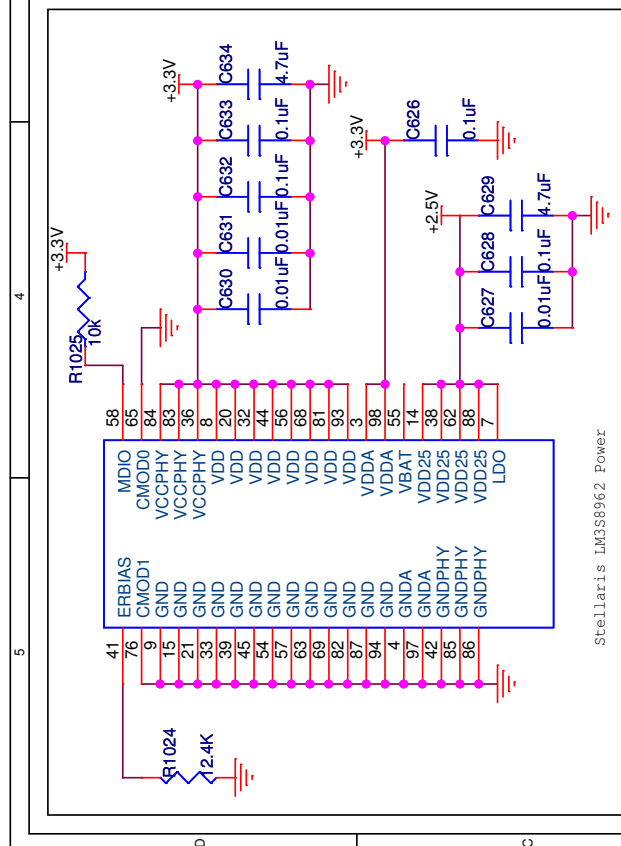 5
4
D
C
+3.3V
R1025
10k
+3.3V
C634
4.7uF
C633
0.1uF
C632
0.1uF
C631
0.01uF
C630
0.01uF
+3.3V
C626
0.1uF
+2.5V
C629
4.7uF
C628
0.1uF
C627
0.01uF
R1024
12.4K
41 ERBIAS
76 CMOD1
9 GND
15 GND
21 GND
33 GND
39 GND
45 GND
54 GND
57 GND
63 GND
69 GND
82 GND
87 GND
94 GND
4 GNDA
97 GNDA
42 GNDPHY
85 GNDPHY
86 GNDPHY
MDIO 58
CMOD0 65
VCCPHY 84
VCCPHY 83
VCCPHY 36
VDD 8
VDD 20
VDD 32
VDD 44
VDD 56
VDD 68
VDD 81
VDD 93
VDDA 3
VDDA 98
VBAT 55
VDD25 14
VDD25 38
VDD25 62
VDD25 88
LDO 7
Stellaris LM3S8962 Power